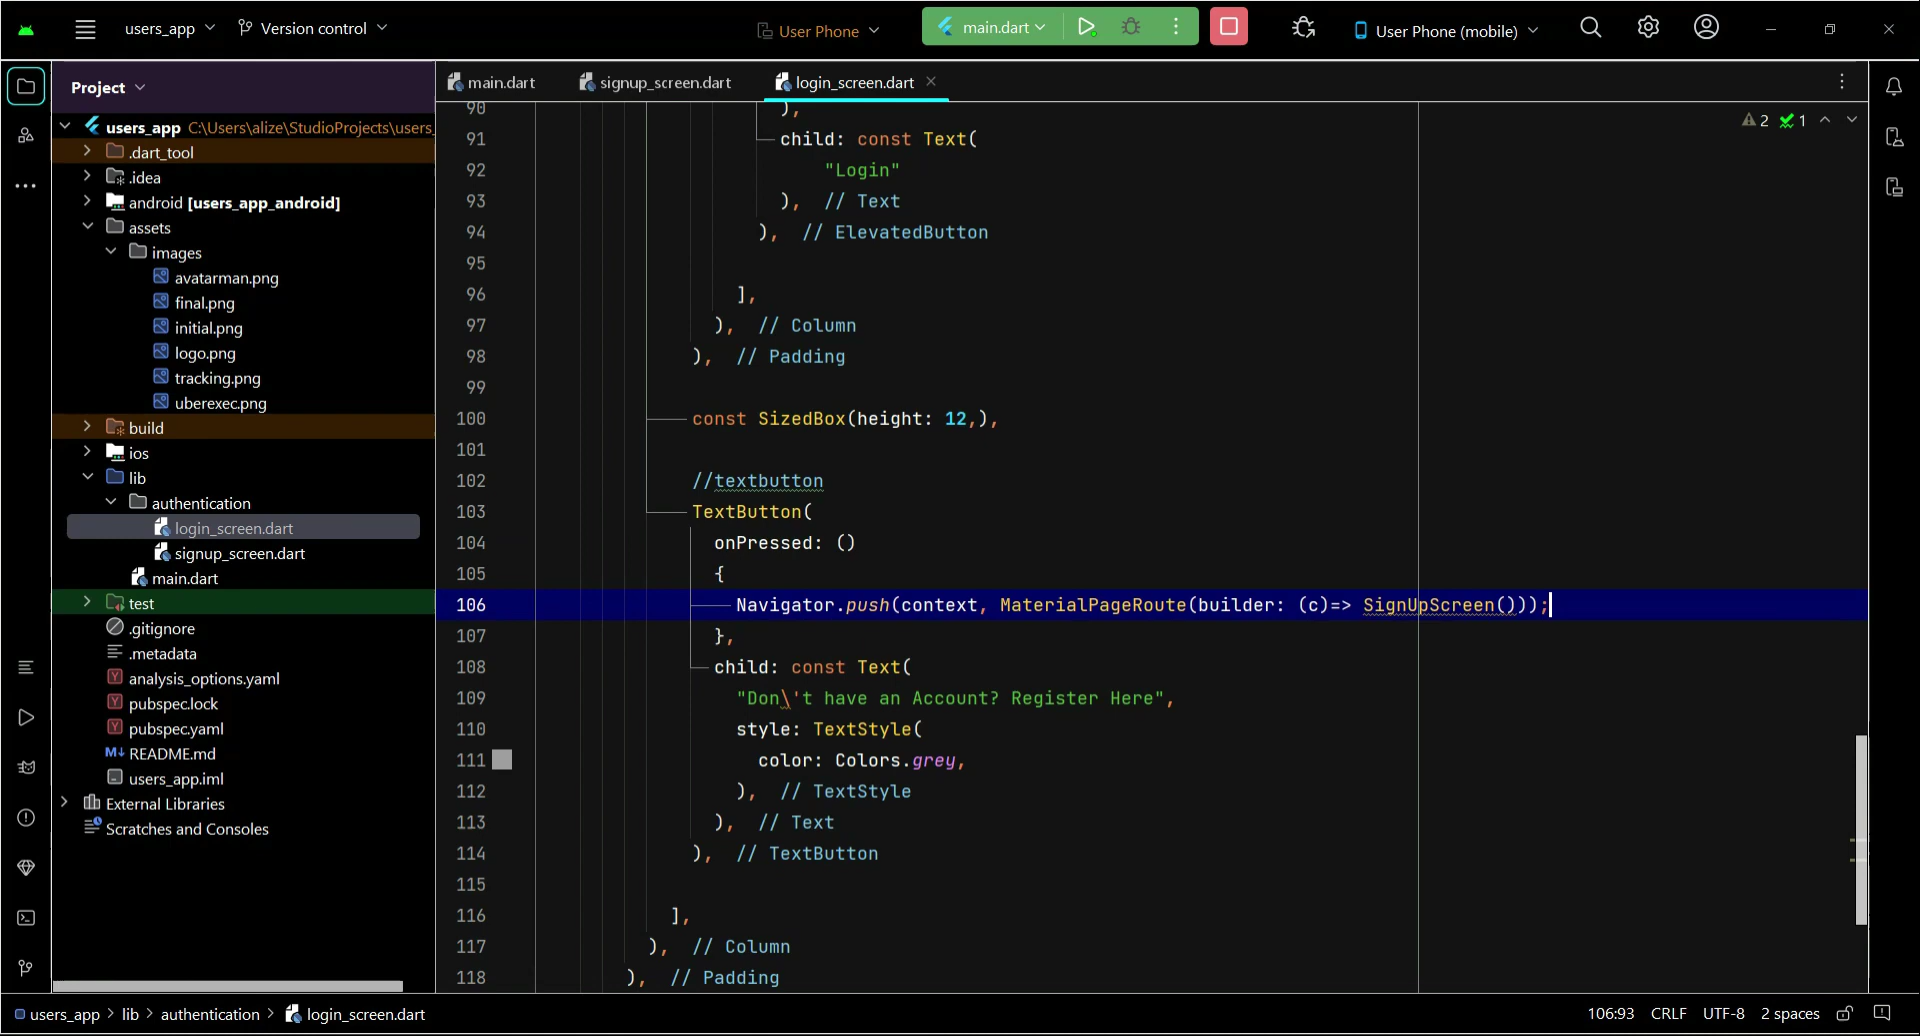 users_app
Version control
User Phone
main.dart
User Phone (mobile)
Project
main.dart
signup_screen.dart
login_screen.dart
users_app C:\Users\alize\StudioProjects\users_
.dart_tool
.idea
android [users_app_android]
assets
images
avatarman.png
final.png
initial.png
logo.png
tracking.png
uberexec.png
build
ios
lib
authentication
login_screen.dart
signup_screen.dart
main.dart
test
.gitignore
.metadata
analysis_options.yaml
pubspec.lock
pubspec.yaml
README.md
users_app.iml
External Libraries
Scratches and Consoles
2 1
90 ),
91 child: const Text(
92 "Login"
93 ), // Text
94 ), // ElevatedButton
95
96 ],
97 ), // Column
98 ), // Padding
99
100 const SizedBox(height: 12,),
101
102 //textbutton
103 TextButton(
104 onPressed: ()
105 {
106 Navigator.push(context, MaterialPageRoute(builder: (c)=> SignUpScreen()));
107 },
108 child: const Text(
109 "Don\'t have an Account? Register Here",
110 style: TextStyle(
111 color: Colors.grey,
112 ), // TextStyle
113 ), // Text
114 ), // TextButton
115
116 ],
117 ), // Column
118 ), // Padding
users_app > lib > authentication > login_screen.dart
106:93 CRLF UTF-8 2 spaces